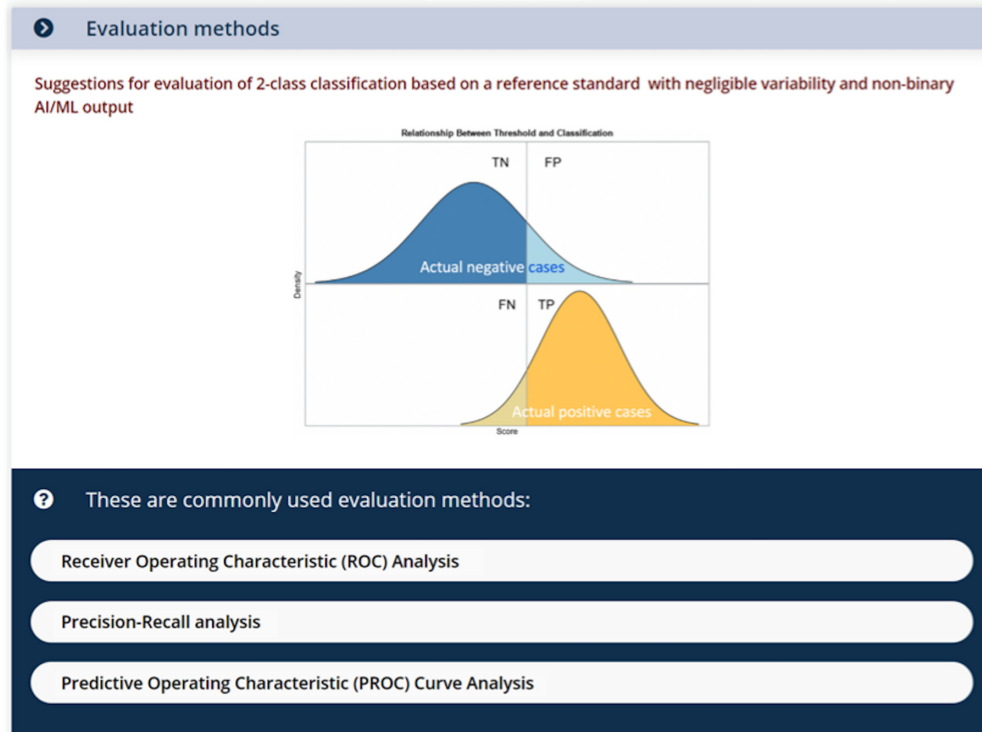 Evaluation methods
Suggestions for evaluation of 2-class classification based on a reference standard with negligible variability and non-binary
AI/ML output
Relationship Between Threshold and Classification
TN FP
Actual negative cases
Density
FN TP
Actual positive cases
Score
These are commonly used evaluation methods:
Receiver Operating Characteristic (ROC) Analysis
Precision-Recall analysis
Predictive Operating Characteristic (PROC) Curve Analysis